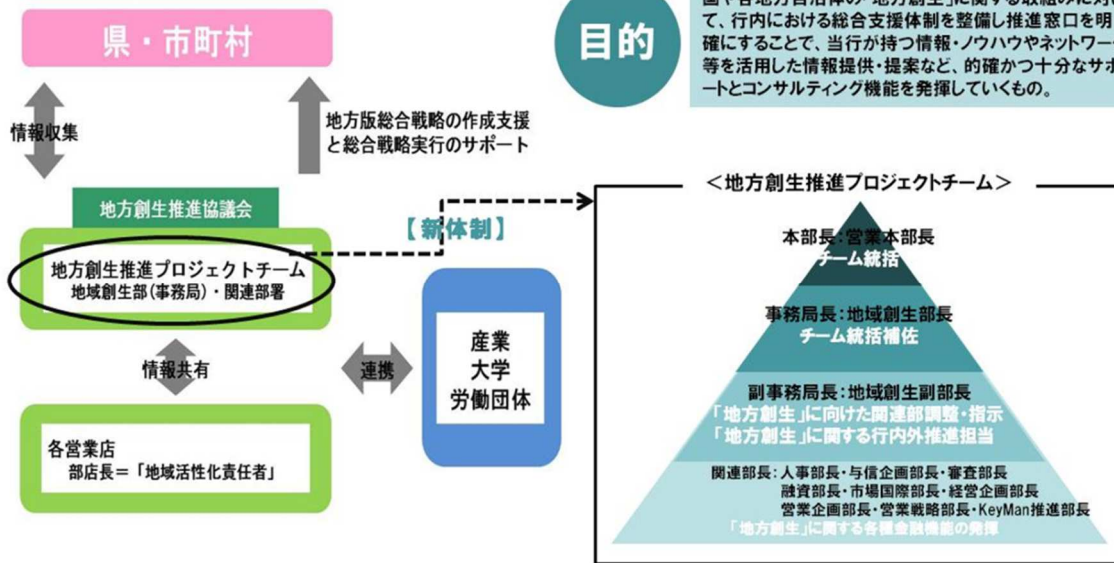 県・市町村
目的
て、行内における総合支援体制を整備し推進窓口を明
確にすることで、当行が持つ情報・ノウハウやネットワー
等を活用した情報提供・提案など、的確かつ十分なサポ
ートとコンサルティング機能を発揮していくもの。
情報収集
地方版総合戦略の作成支援
と総合戦略実行のサポート
地方創生推進協議会
【新体制】
地方創生推進プロジェクトチーム
地域創生部(事務局)・関連部署
情報共有
連携
産業
大学
労働団体
各営業店
部店長＝「地域活性化責任者」
＜地方創生推進プロジェクトチーム＞
本部長:営業本部長
チーム統括
事務局長:地域創生部長
チーム統括補佐
副事務局長:地域創生副部長
「地方創生」に向けた関連部調整・指示
「地方創生」に関する行内外推進担当
関連部長:人事部長・与信企画部長・審査部長
融資部長・市場国際部長・経営企画部長
営業企画部長・営業戦略部長・KeyMan推進部長
「地方創生」に関する各種金融機能の発揮